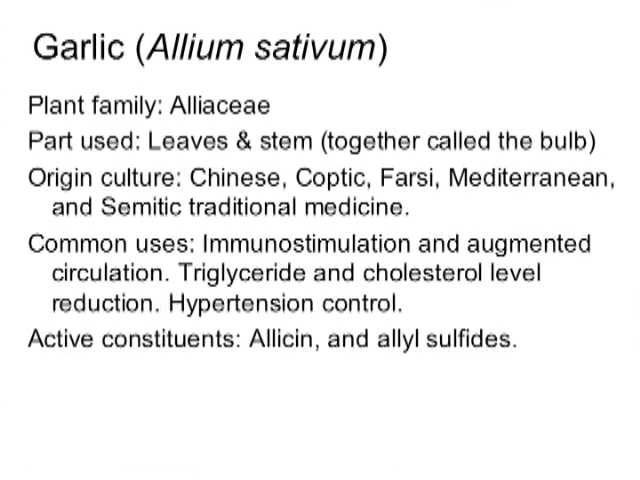 Garlic (Allium sativum)
Plant family: Alliaceae
Part used: Leaves & stem (together called the bulb)
Origin culture: Chinese, Coptic, Farsi, Mediterranean,
and Semitic traditional medicine.
Common uses: Immunostimulation and augmented
circulation. Triglyceride and cholesterol level
reduction. Hypertension control.
Active constituents: Allicin, and allyl sulfides.